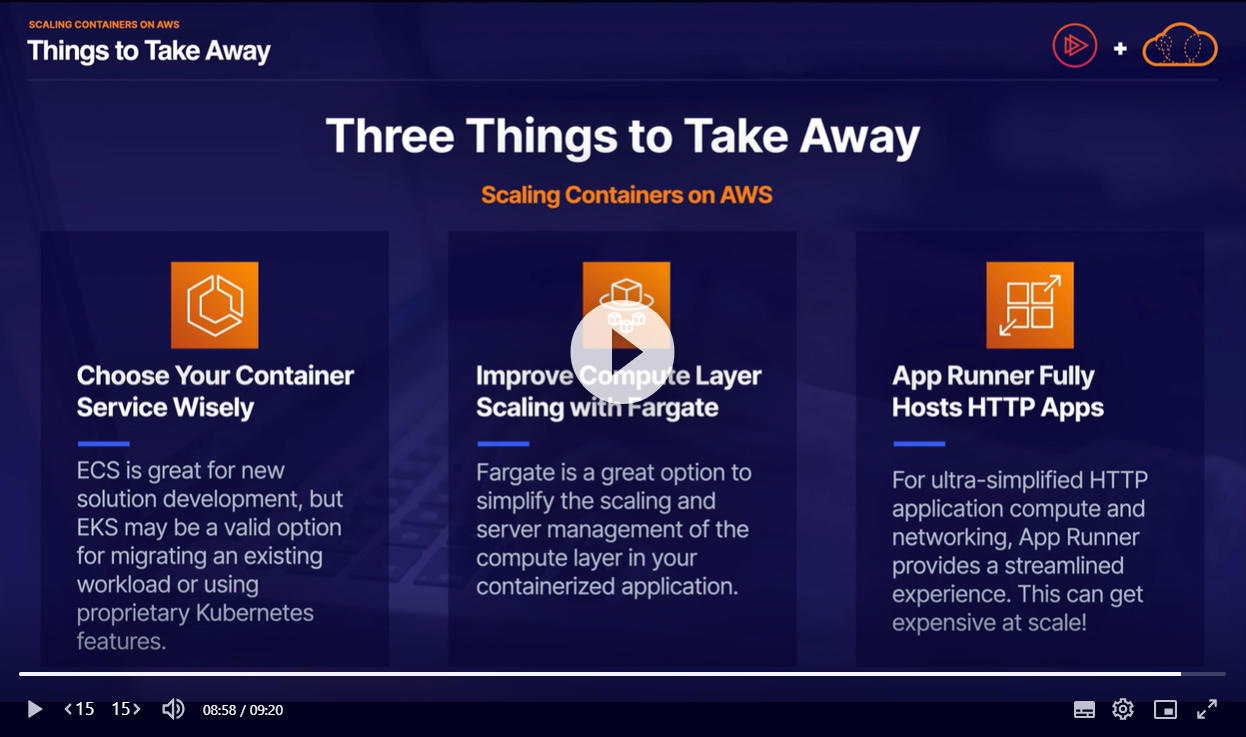 SCALING CONTAINERS ON AWS
Things to Take Away
+
Three Things to Take Away
Scaling Containers on AWS
Choose Your Container
Service Wisely
ECS is great for new
solution development, but
EKS may be a valid option
for migrating an existing
workload or using
proprietary Kubernetes
features.
Improve Compute Layer
Scaling with Fargate
Fargate is a great option to
simplify the scaling and
server management of the
compute layer in your
containerized application.
App Runner Fully
Hosts HTTP Apps
For ultra-simplified HTTP
application compute and
networking, App Runner
provides a streamlined
experience. This can get
expensive at scale!
15 15 08:58 / 09:20